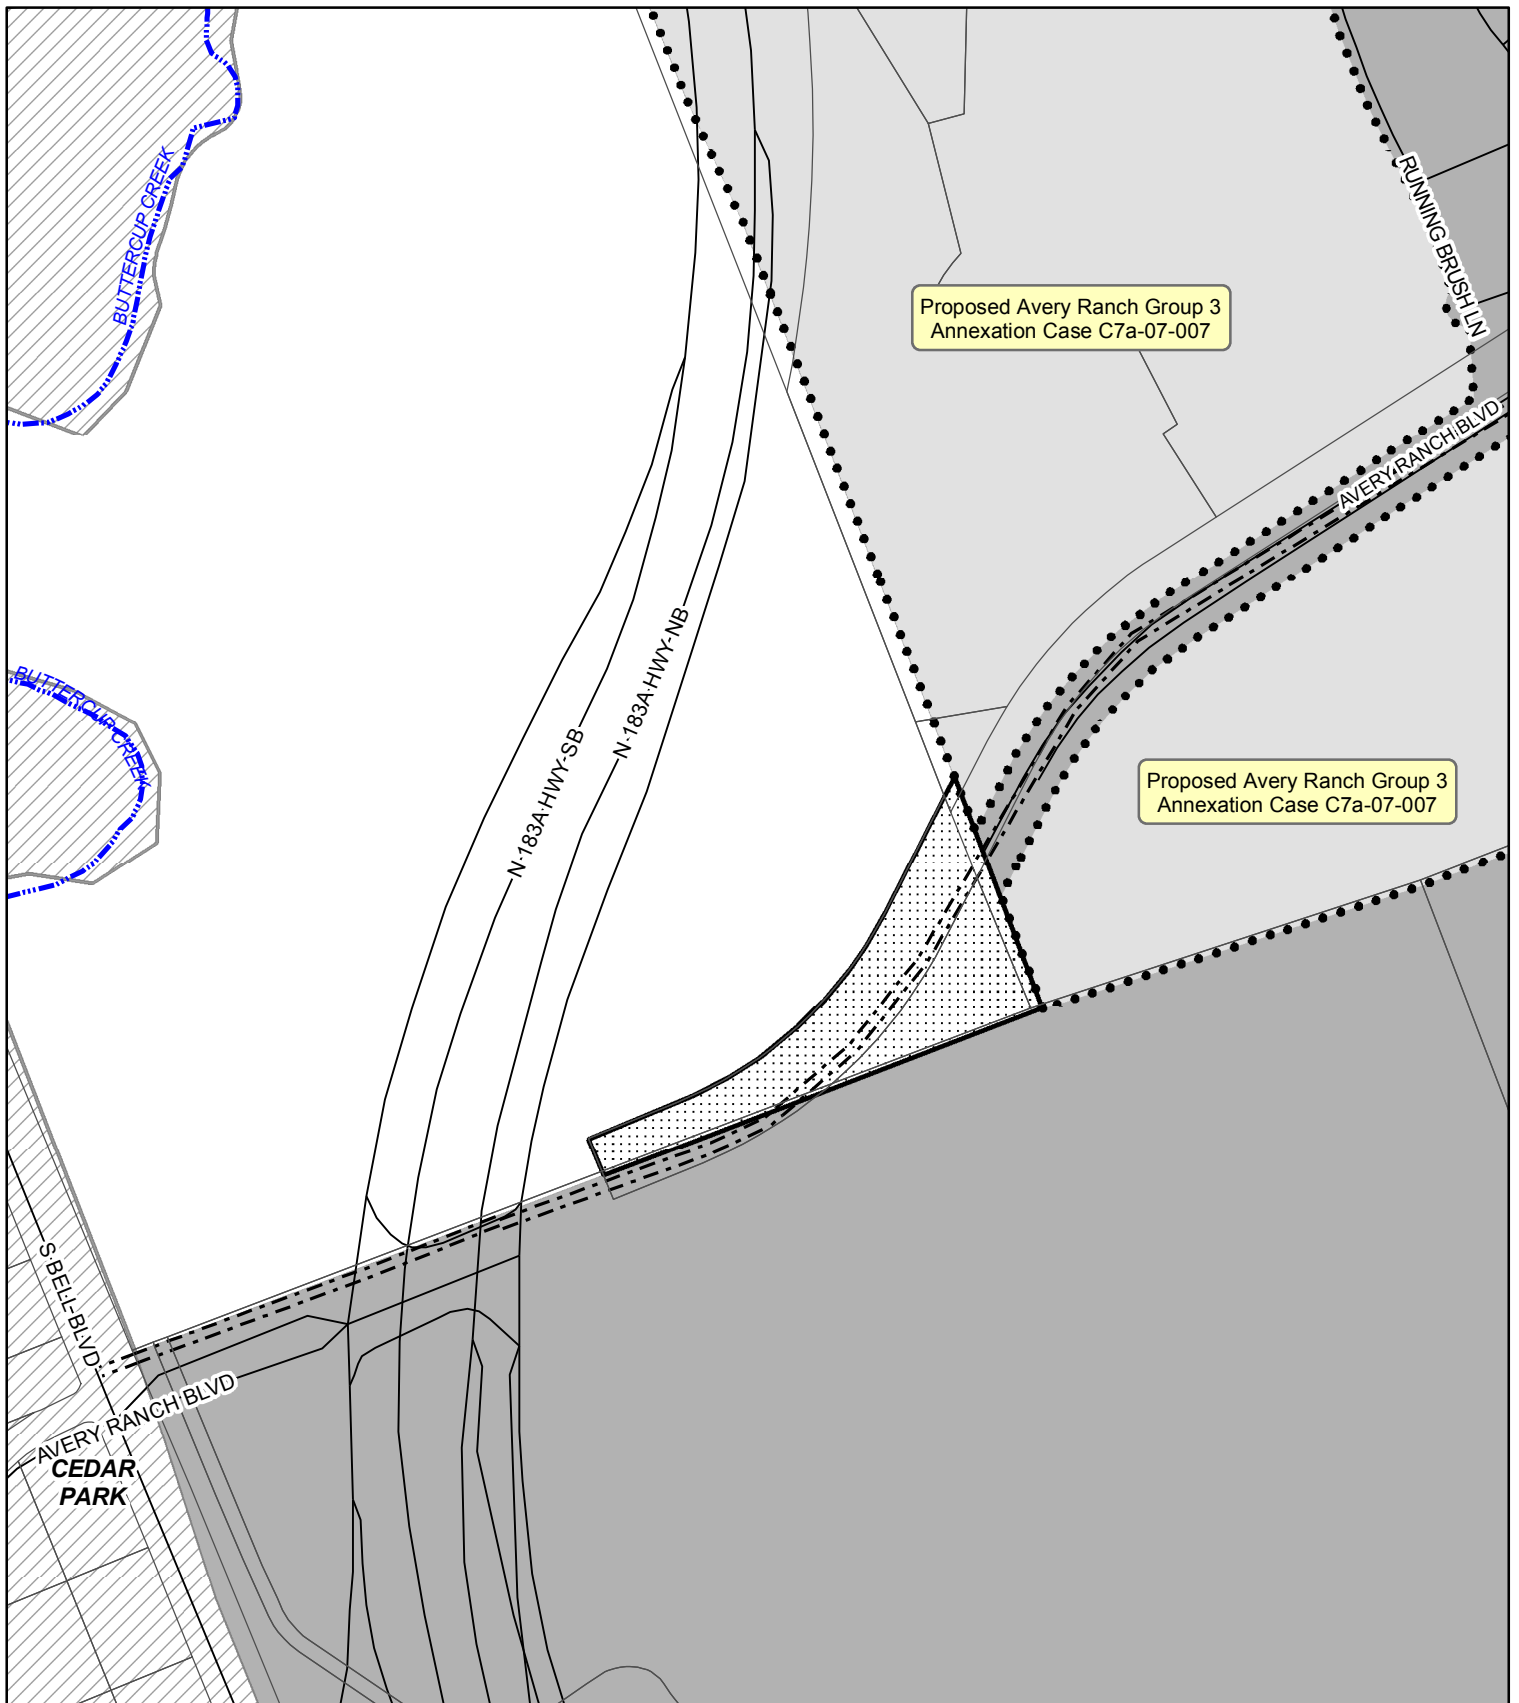 BUTTERCUP CREEK
RUNNING BRUSH LN
Proposed Avery Ranch Group 3
Annexation Case C7a-07-007
AVERY RANCH BLVD
N 183A HWY NB
BUTTERCUP CREEK
N 183A HWY SB
Proposed Avery Ranch Group 3
Annexation Case C7a-07-007
S BELL BLVD
AVERY RANCH BLVD
CEDAR
PARK